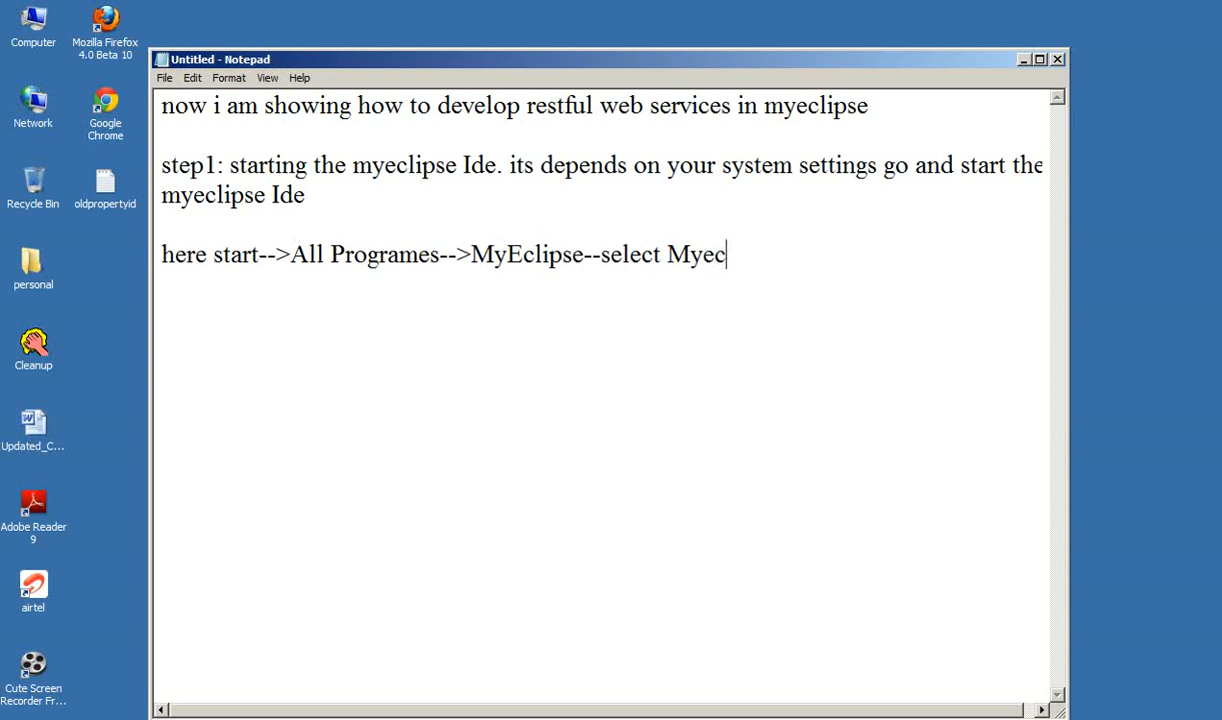 Computer
Mozilla Firefox
4.0 Beta 10
Untitled - Notepad
File Edit Format View Help
now i am showing how to develop restful web services in myeclipse
step1: starting the myeclipse Ide. its depends on your system settings go and start the
myeclipse Ide
here start-->All Programes-->MyEclipse--select Myec
Network
Google
Chrome
Recycle Bin
oldpropertyid
personal
Cleanup
Updated_C...
Adobe Reader
9
airtel
Cute Screen
Recorder Fr...